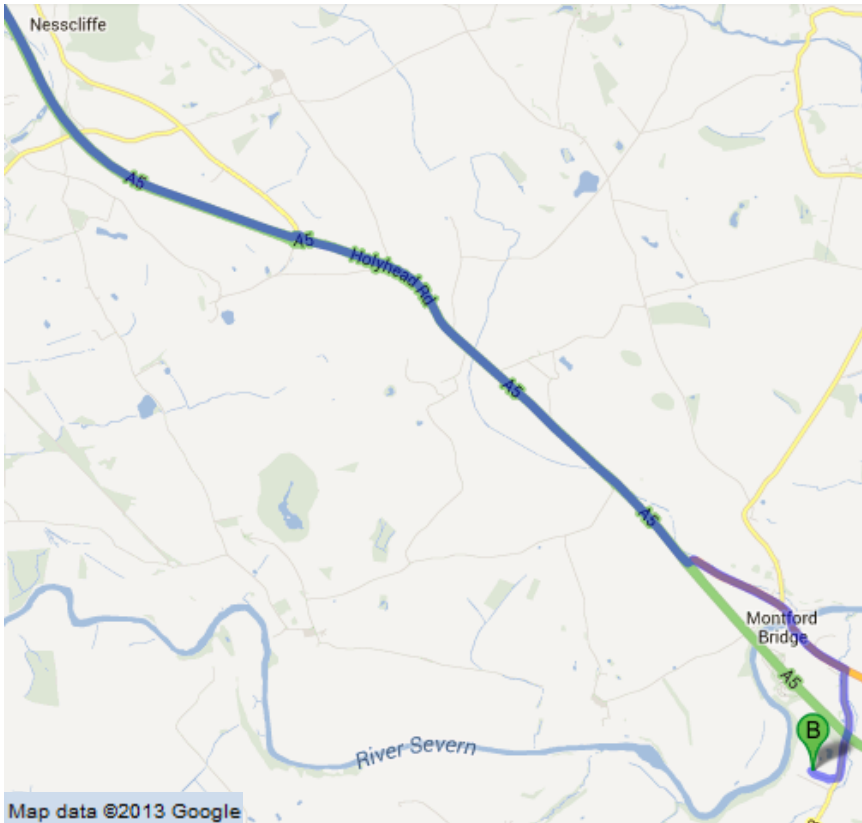 Nesscliffe
A5
A5
Holyhead Rd
A5
A5
Montford
Bridge
A5
B
River Severn
Map data ©2013 Google